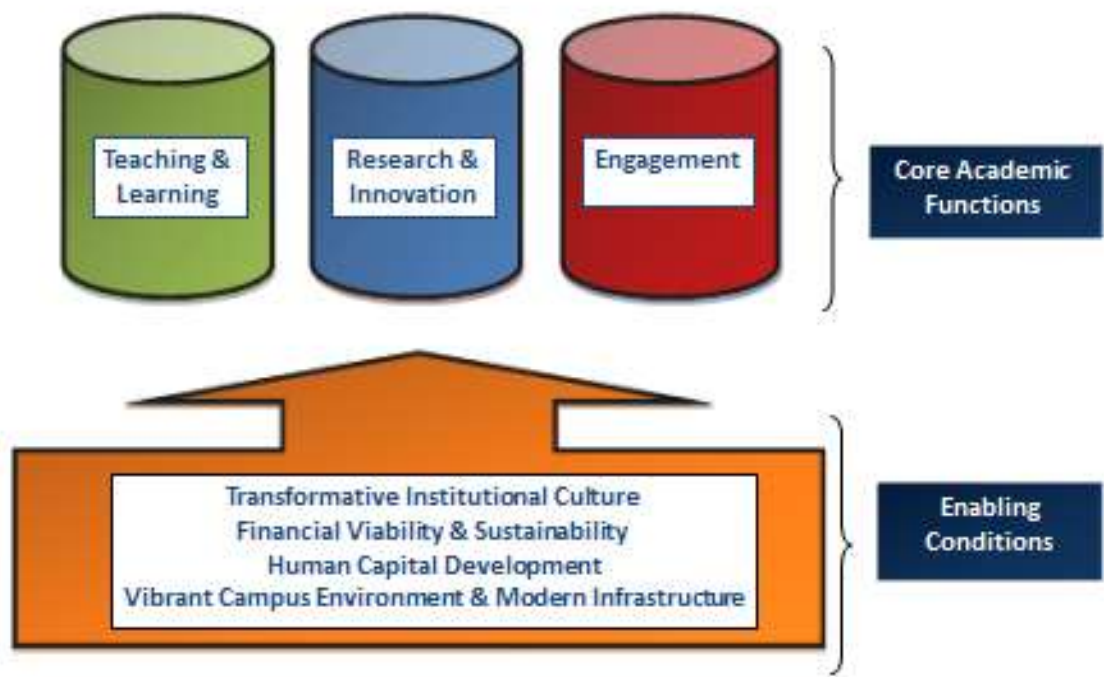 Teaching &
Learning
Research &
Innovation
Engagement
Core Academic
Functions
Transformative Institutional Culture
Financial Viability & Sustainability
Human Capital Development
Vibrant Campus Environment & Modern Infrastructure
Enabling
Conditions